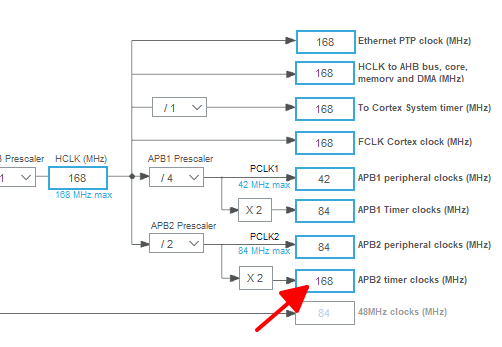 168 Ethernet PTP clock (MHz)
168 HCLK to AHB bus, core,
memory and DMA (MHz)
/ 1 168 To Cortex System timer (MHz)
168 FCLK Cortex clock (MHz)
Prescaler HCLK (MHz) APB1 Prescaler PCLK1
1 168 / 4 42 APB1 peripheral clocks (MHz)
168 MHz max 42 MHz max
X 2 84 APB1 Timer clocks (MHz)
APB2 Prescaler PCLK2
/ 2 84 APB2 peripheral clocks (MHz)
84 MHz max
X 2 168 APB2 timer clocks (MHz)
84 48MHz clocks (MHz)